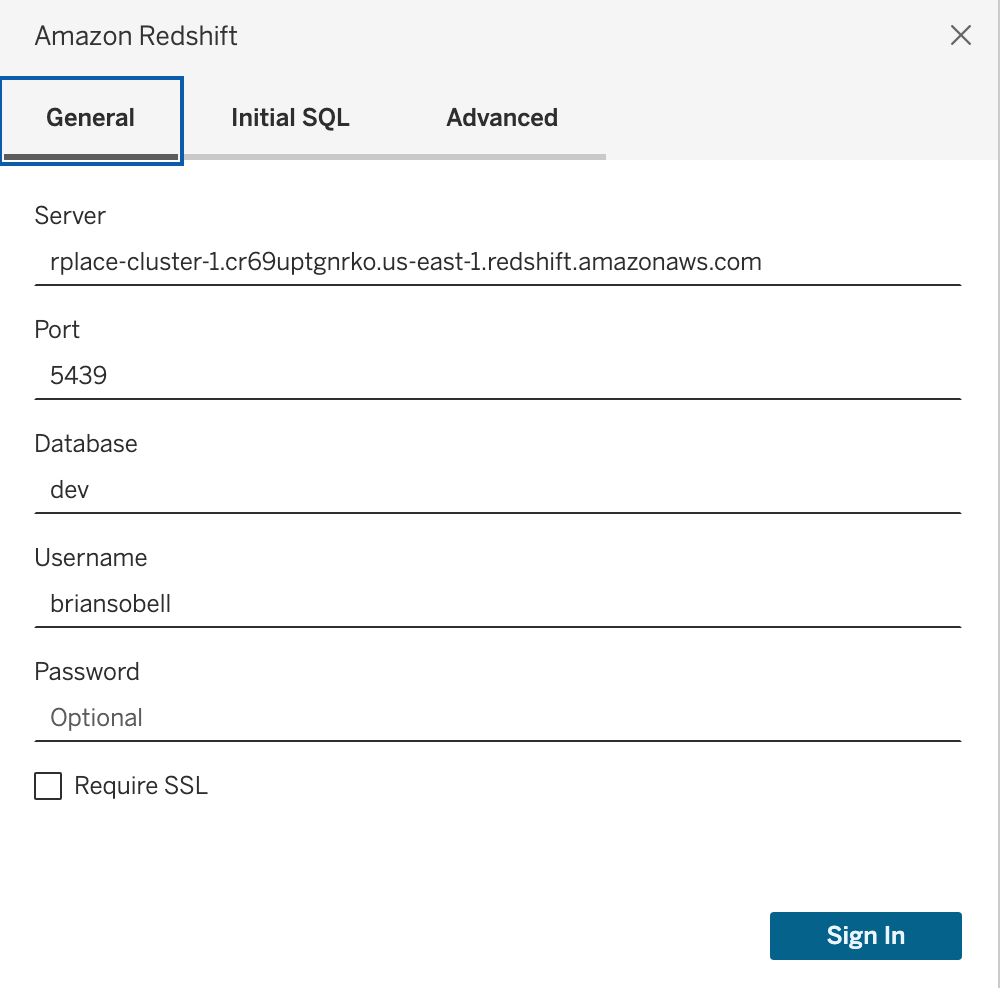 Amazon Redshift
General Initial SQL Advanced
Server
rplace-cluster-1.cr69uptgnrko.us-east-1.redshift.amazonaws.com
Port
5439
Database
dev
Username
briansobell
Password
Optional
Require SSL
Sign In